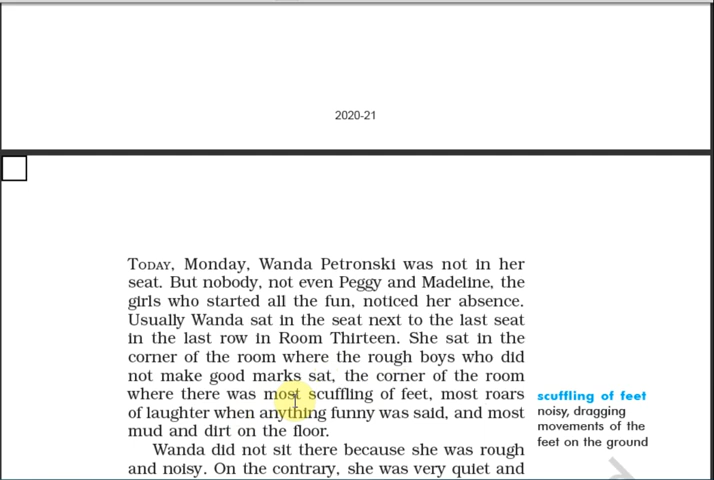 2020-21
TODAY, Monday, Wanda Petronski was not in her
seat. But nobody, not even Peggy and Madeline, the
girls who started all the fun, noticed her absence.
Usually Wanda sat in the seat next to the last seat
in the last row in Room Thirteen. She sat in the
corner of the room where the rough boys who did
not make good marks sat, the corner of the room
where there was most scuffling of feet, most roars
of laughter when anything funny was said, and most
mud and dirt on the floor.
Wanda did not sit there because she was rough
and noisy. On the contrary, she was very quiet and
scuffling of feet
noisy, dragging
movements of the
feet on the ground